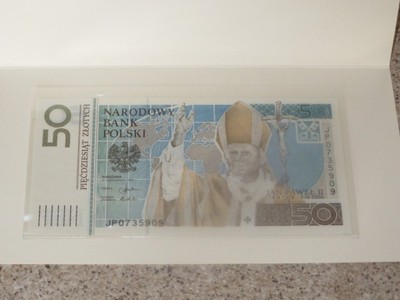 50
PIĘĆDZIESIĄT ZŁOTYCH
NARODOWY
BANK
POLSKI
JP0735909
JP0735909
JAN PAWEŁ II
50